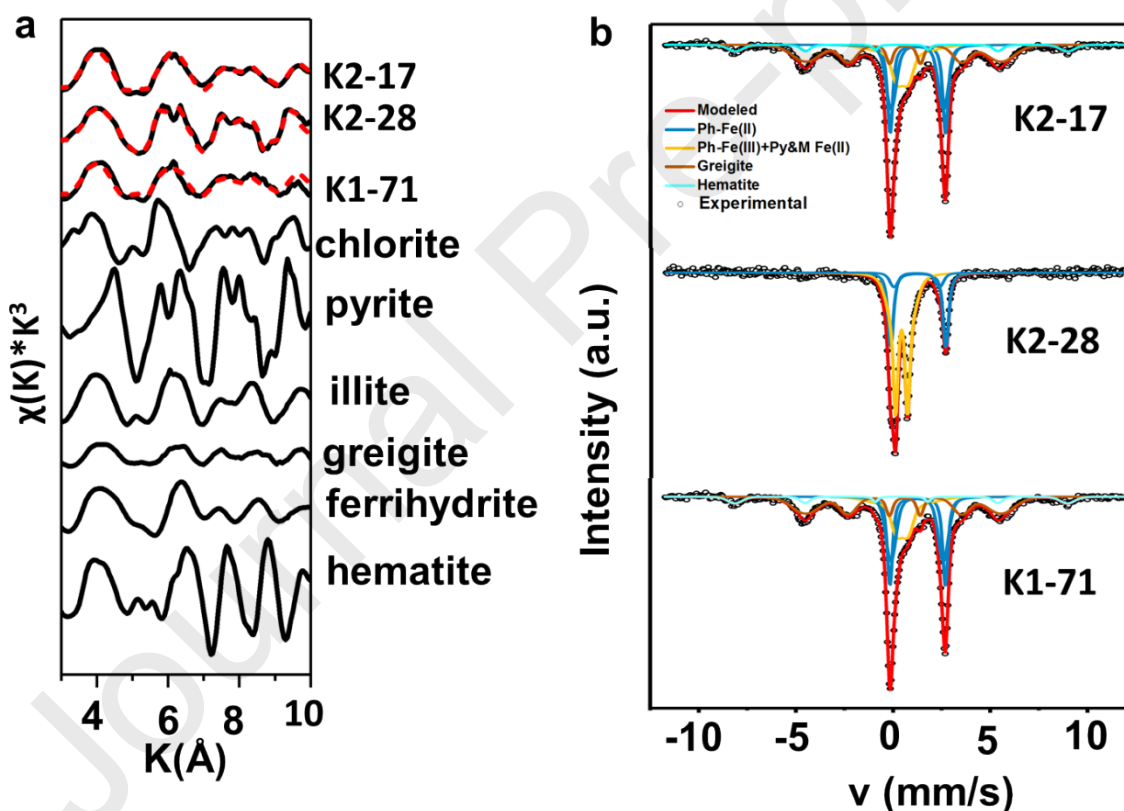 a
K2-17
K2-28
K1-71
chlorite
pyrite
illite
greigite
ferrihydrite
hematite
χ(K)*K³
4 6 8 10
K(Å)
b
Modeled
Ph-Fe(II)
Ph-Fe(III)+Py&M Fe(II)
Greigite
Hematite
Experimental
K2-17
K2-28
K1-71
Intensity (a.u.)
-10 -5 0 5 10
v (mm/s)
Journal Pre-p